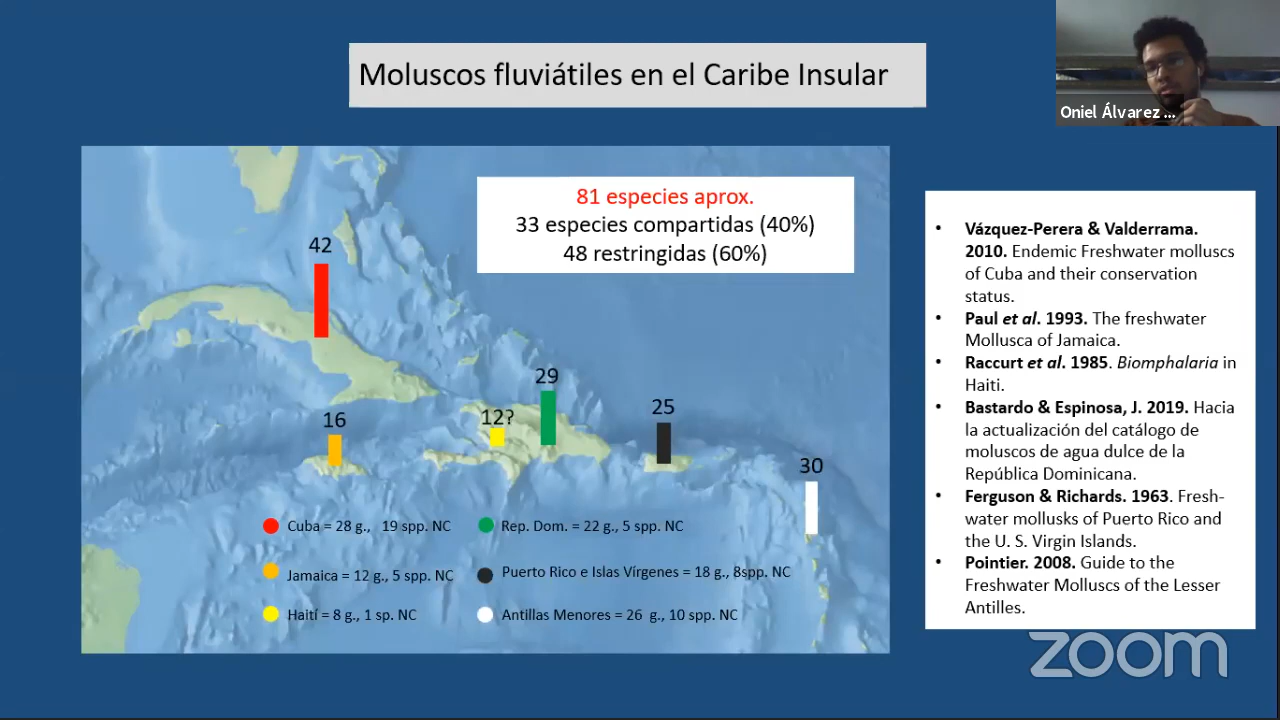 Moluscos fluviátiles en el Caribe Insular
Oniel Álvarez ...
81 especies aprox.
33 especies compartidas (40%)
48 restringidas (60%)
42
16
12?
29
25
30
Cuba = 28 g., 19 spp. NC
Jamaica = 12 g., 5 spp. NC
Haití = 8 g., 1 sp. NC
Rep. Dom. = 22 g., 5 spp. NC
Puerto Rico e Islas Vírgenes = 18 g., 8spp. NC
Antillas Menores = 26 g., 10 spp. NC
• Vázquez-Perera & Valderrama.
2010. Endemic Freshwater molluscs
of Cuba and their conservation
status.
• Paul et al. 1993. The freshwater
Mollusca of Jamaica.
• Raccurt et al. 1985. Biomphalaria in
Haiti.
• Bastardo & Espinosa, J. 2019. Hacia
la actualización del catálogo de
moluscos de agua dulce de la
República Dominicana.
• Ferguson & Richards. 1963. Fresh-
water mollusks of Puerto Rico and
the U. S. Virgin Islands.
• Pointier. 2008. Guide to the
Freshwater Molluscs of the Lesser
Antilles.
zoom